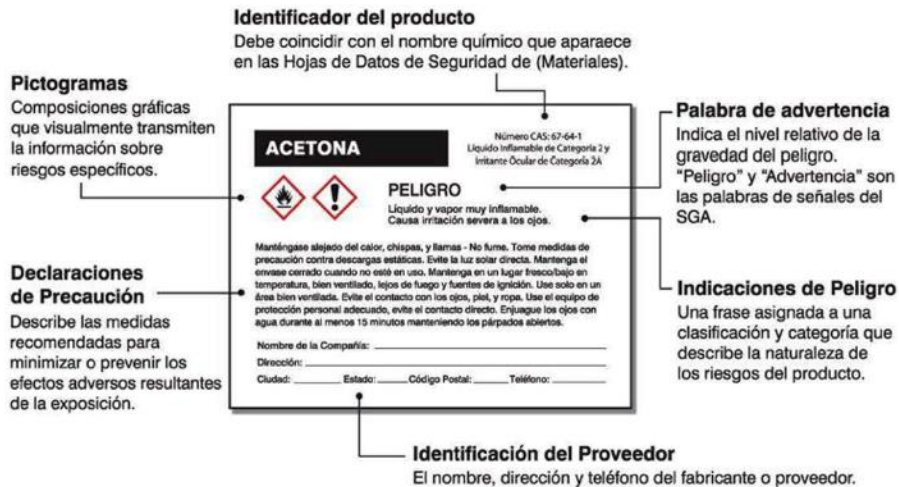 Identificador del producto
Debe coincidir con el nombre químico que aparaece
en las Hojas de Datos de Seguridad de (Materiales).
Pictogramas
Composiciones gráficas
que visualmente transmiten
la información sobre
riesgos específicos.
ACETONA
Número CAS: 67-64-1
Líquido Inflamable de Categoría 2 y
Irritante Ocular de Categoría 2A
PELIGRO
Líquido y vapor muy inflamable.
Causa irritación severa a los ojos.
Palabra de advertencia
Indica el nivel relativo de la
gravedad del peligro.
"Peligro" y "Advertencia" son
las palabras de señales del
SGA.
Manténgase alejado del calor, chispas, y llamas - No fume. Tome medidas de
precaución contra descargas estáticas. Evite la luz solar directa. Mantenga el
envase cerrado cuando no esté en uso. Mantenga en un lugar fresco/bajo en
temperatura, bien ventilado, lejos de fuego y fuentes de ignición. Use solo en un
área bien ventilada. Evite el contacto con los ojos, piel, y ropa. Use el equipo de
protección personal adecuado, evite el contacto directo. Enjuague los ojos con
agua durante al menos 15 minutos manteniendo los párpados abiertos.
Nombre de la Compañía:
Dirección:
Ciudad: Estado: Código Postal: Teléfono:
Declaraciones
de Precaución
Describe las medidas
recomendadas para
minimizar o prevenir los
efectos adversos resultantes
de la exposición.
Indicaciones de Peligro
Una frase asignada a una
clasificación y categoría que
describe la naturaleza de
los riesgos del producto.
Identificación del Proveedor
El nombre, dirección y teléfono del fabricante o proveedor.